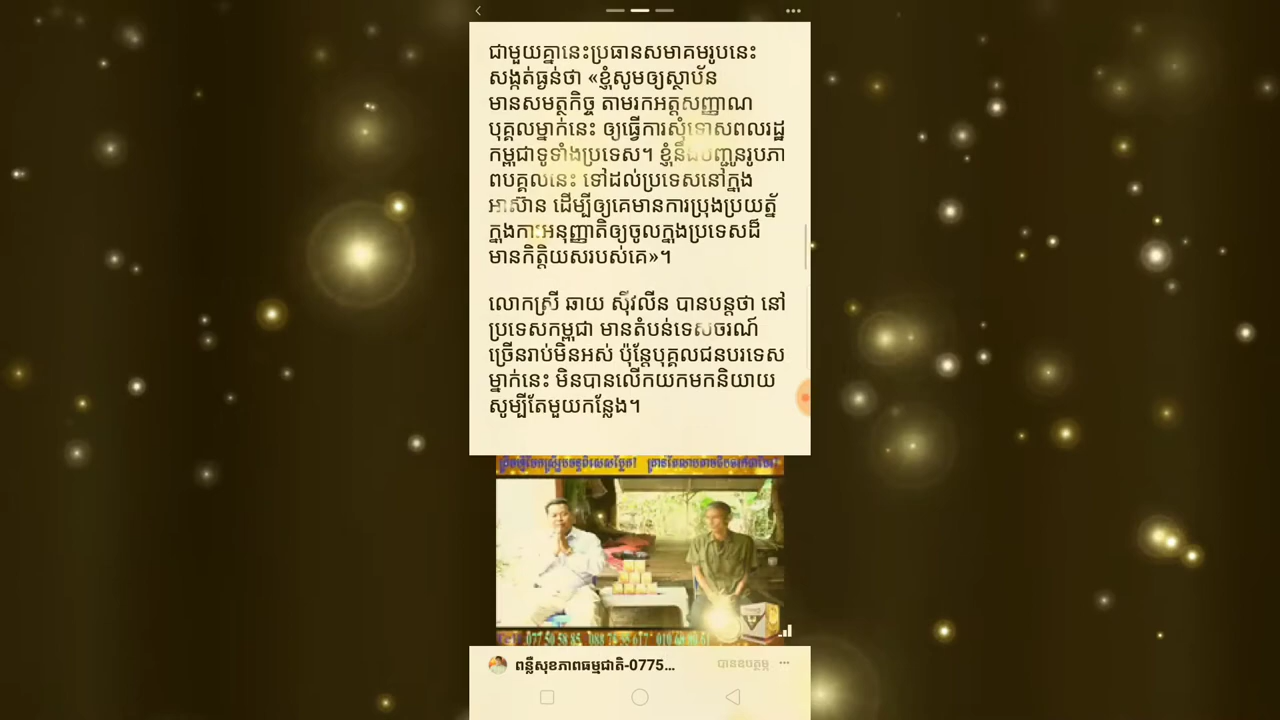 ជាមួយគ្នានេះប្រធានសមាគមរូបនេះ
សង្កត់ធ្ងន់ថា «ខ្ញុំសូមឲ្យស្ថាប័ន
មានសមត្ថកិច្ច តាមរកអត្តសញ្ញាណ
បុគ្គលម្នាក់នេះ ឲ្យធ្វើការសុំទោសពលរដ្ឋ
កម្ពុជាទូទាំងប្រទេស។ ខ្ញុំនឹងបញ្ជូនរូបភា
ពបគ្គលនេះ ទៅដល់ប្រទេសនៅក្នុង
អាស៊ាន ដើម្បីឲ្យគេមានការប្រុងប្រយត្ន័
ក្នុងការអនុញ្ញាតិឲ្យចូលក្នុងប្រទេសដ៏
មានកិត្តិយសរបស់គេ»។
លោកស្រី ឆាយ ស៊ីវលីន បានបន្តថា នៅ
ប្រទេសកម្ពុជា មានតំបន់ទេសចរណ៍
ច្រើនរាប់មិនអស់ ប៉ុន្តែបុគ្គលជនបរទេស
ម្នាក់នេះ មិនបានលើកយកមកនិយាយ
សូម្បីតែមួយកន្លែង។
ពន្លឺសុខភាពធម្មជាតិ-0775...
បានឧបត្ថម្ភ